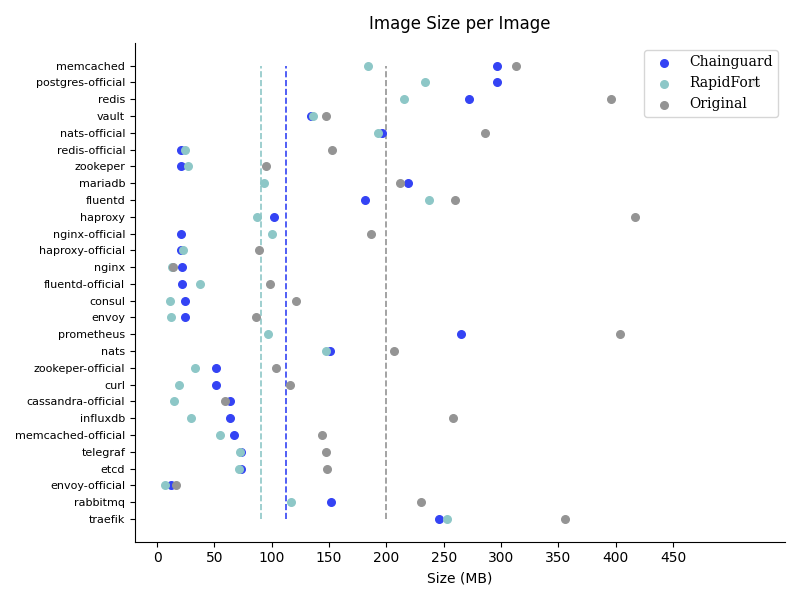 Image Size per Image
Chainguard
RapidFort
Original
memcached
postgres-official
redis
vault
nats-official
redis-official
zookeper
mariadb
fluentd
haproxy
nginx-official
haproxy-official
nginx
fluentd-official
consul
envoy
prometheus
nats
zookeper-official
curl
cassandra-official
influxdb
memcached-official
telegraf
etcd
envoy-official
rabbitmq
traefik
0 50 100 150 200 250 300 350 400 450
Size (MB)